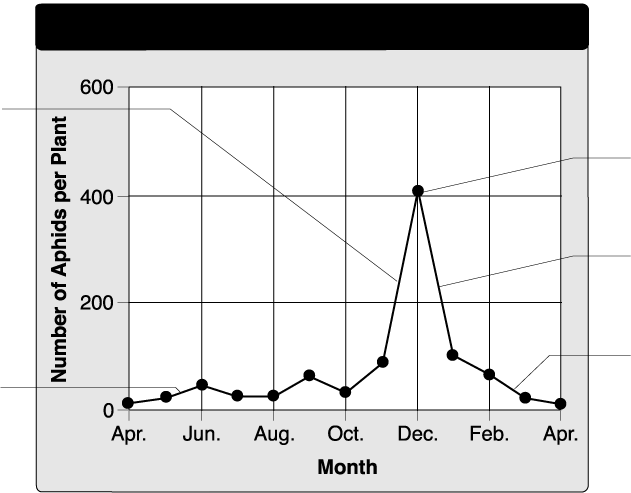 600
400
200
0
Number of Aphids per Plant
Apr. Jun. Aug. Oct. Dec. Feb. Apr.
Month